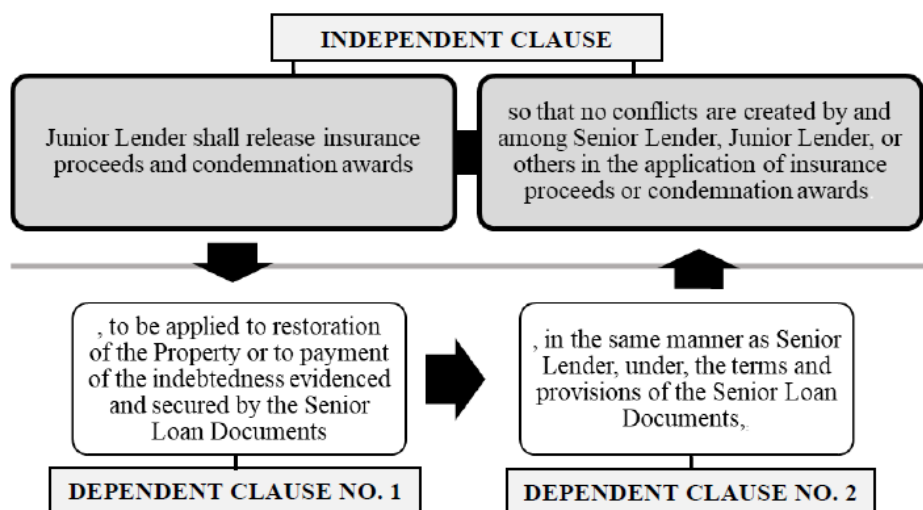 INDEPENDENT CLAUSE
Junior Lender shall release insurance
proceeds and condemnation awards
so that no conflicts are created by and
among Senior Lender, Junior Lender, or
others in the application of insurance
proceeds or condemnation awards.
, to be applied to restoration
of the Property or to payment
of the indebtedness evidenced
and secured by the Senior
Loan Documents
, in the same manner as Senior
Lender, under, the terms and
provisions of the Senior Loan
Documents,
DEPENDENT CLAUSE NO. 1
DEPENDENT CLAUSE NO. 2